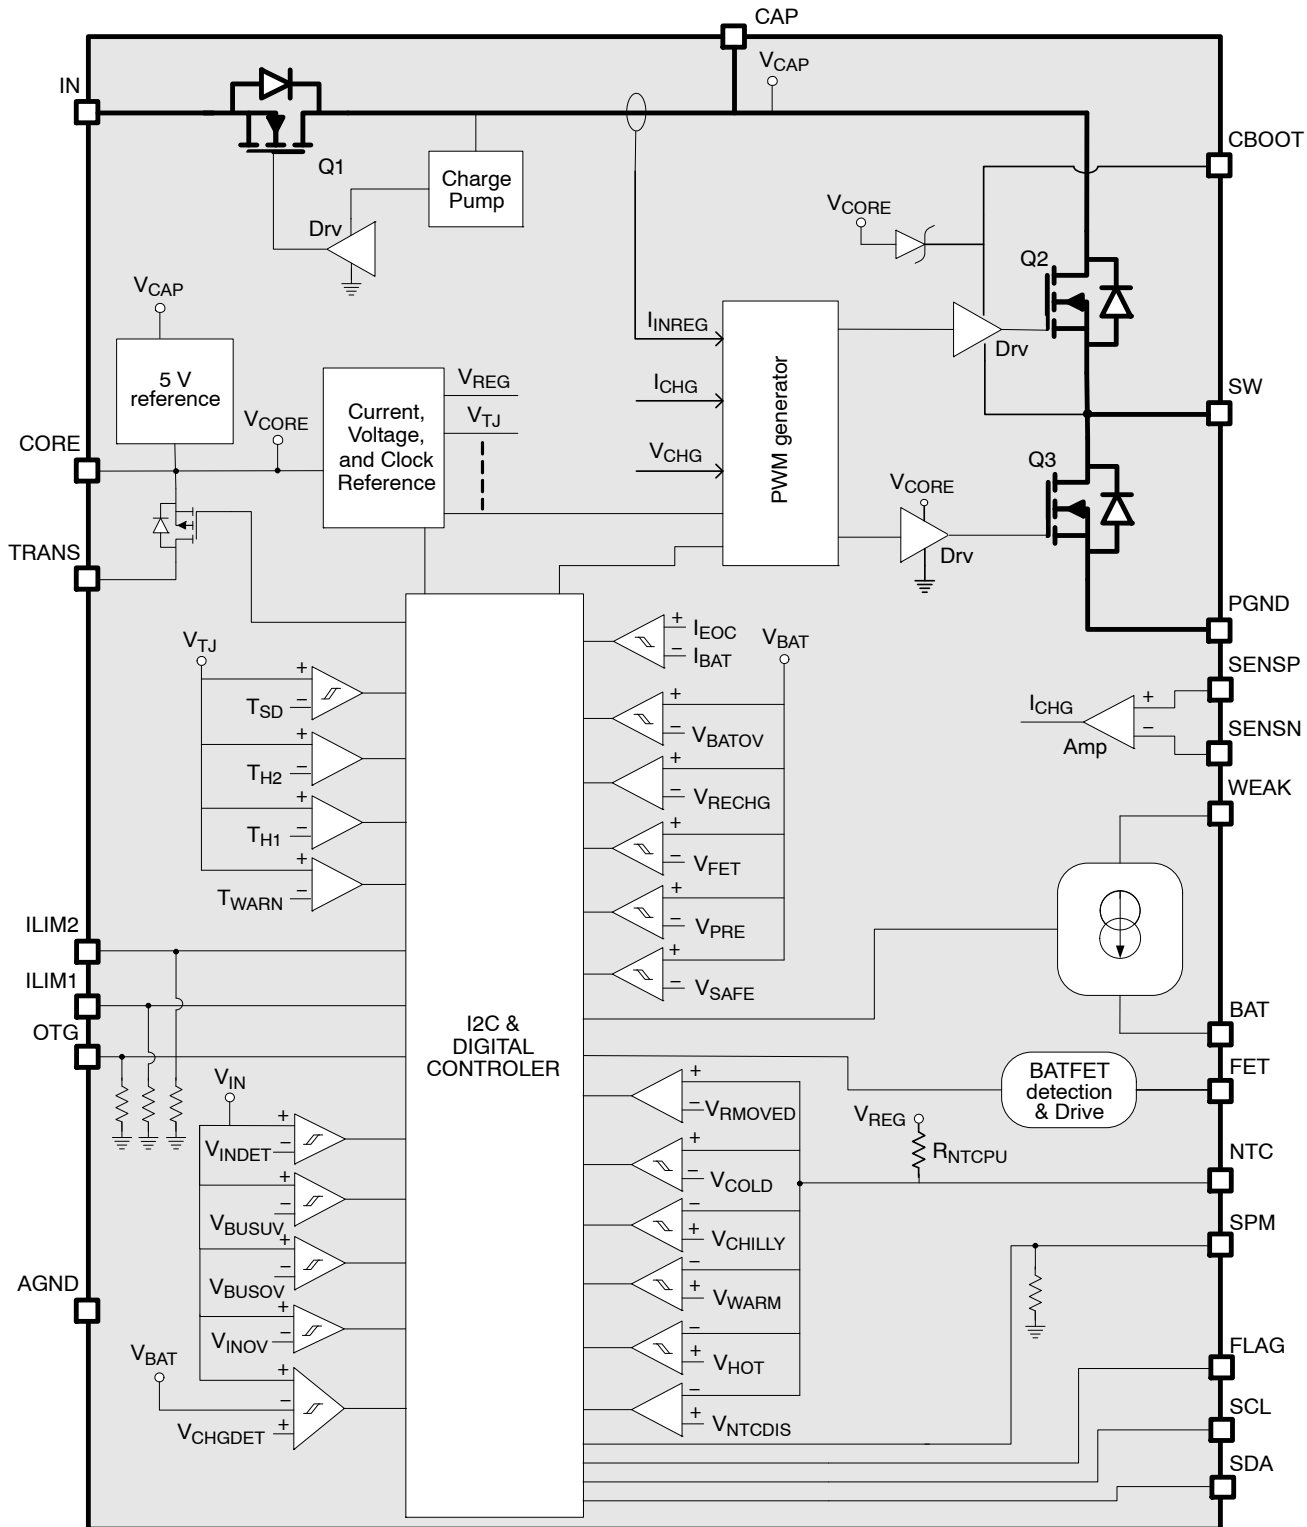 CAP
IN
VCAP
Q1
Charge
Pump
CBOOT
Drv
VCORE
VCAP
Q2
IINREG
Drv
5 V
reference
VREG
ICHG
SW
Current,
Voltage,
and Clock
Reference
VTJ
VCORE
PWM generator
CORE
VCHG
Q3
VCORE
TRANS
Drv
PGND
+
IEOC
VBAT
−
IBAT
VTJ
SENSP
+
TSD
−
ICHG
+
−
Amp
SENSN
+
−
VBATOV
+
TH2
−
+
−
VRECHG
WEAK
+
TH1
−
+
−
VFET
+
TWARN
−
+
−
VPRE
ILIM2
+
−
VSAFE
ILIM1
BAT
OTG
I2C &
DIGITAL
CONTROLER
FET
BATFET
detection
& Drive
VIN
+
−
VRMOVED
VREG
+
VINDET
−
RNTCPU
NTC
+
−
VCOLD
+
−
VBUSUV
−
+
VCHILLY
SPM
+
−
VBUSOV
AGND
−
+
VWARM
+
VINOV
−
−
+
VHOT
FLAG
VBAT
+
−
VCHGDET
+
−
+
VNTCDIS
SCL
SDA